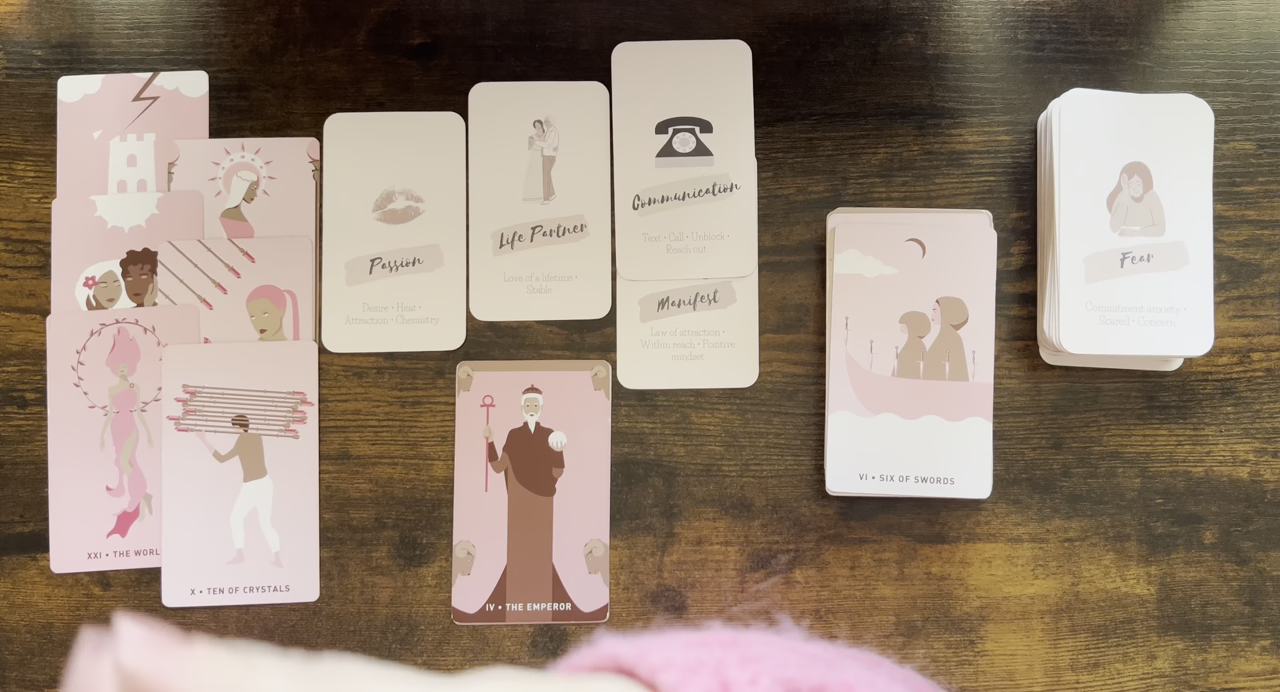 Passion
Desire • Heat •
Attraction • Chemistry
Life Partner
Love of a lifetime •
Stable
Communication
Text • Call • Unblock •
Reach out
Manifest
Law of attraction •
Within reach • Positive
mindset
Fear
Commitment anxiety •
Scared • Concern
VI • SIX OF SWORDS
XXI • THE WORL
X • TEN OF CRYSTALS
IV • THE EMPEROR